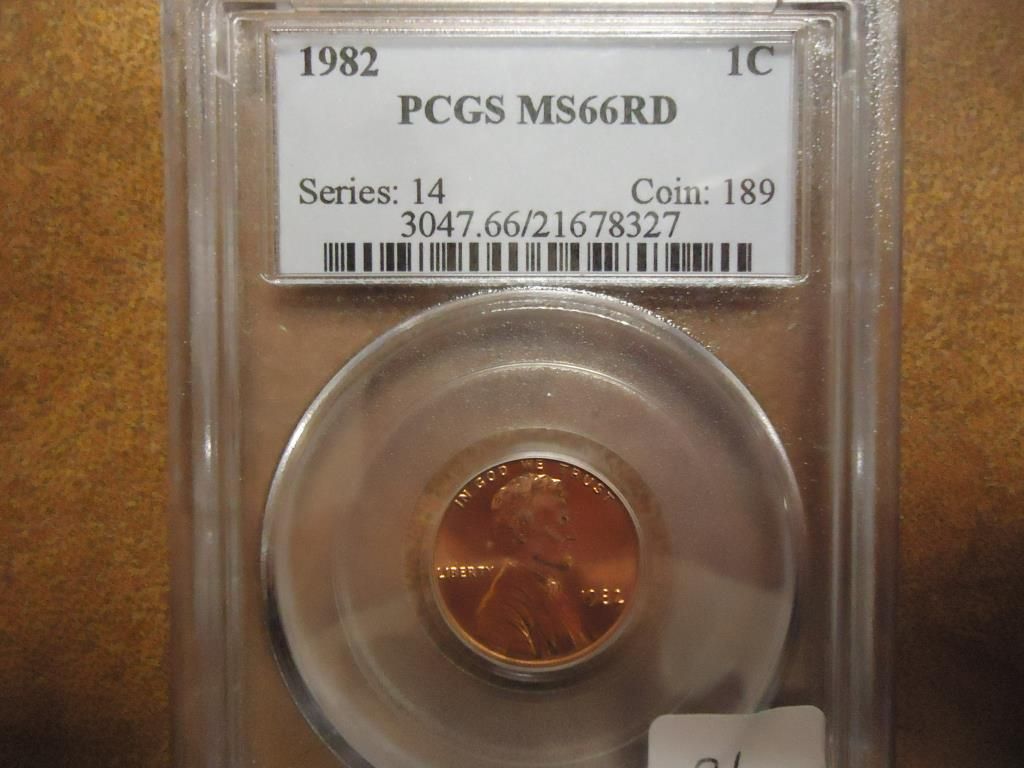 1982 1C
PCGS MS66RD
Series: 14 Coin: 189
3047.66/21678327
IN GOD WE TRUST
LIBERTY
1982